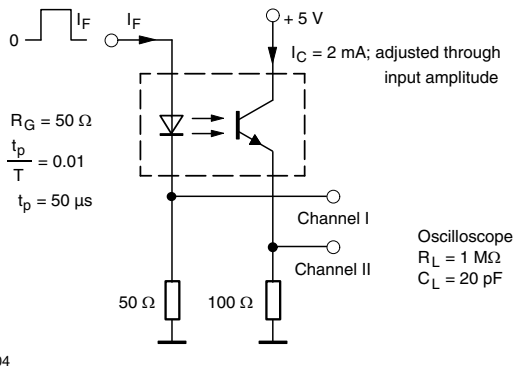 + 5 V
0
I_F
I_F
I_C = 2 mA; adjusted through
input amplitude
R_G = 50 Ω
t_p
T
= 0.01
t_p = 50 µs
Channel I
Channel II
Oscilloscope
R_L = 1 MΩ
C_L = 20 pF
50 Ω
100 Ω
04